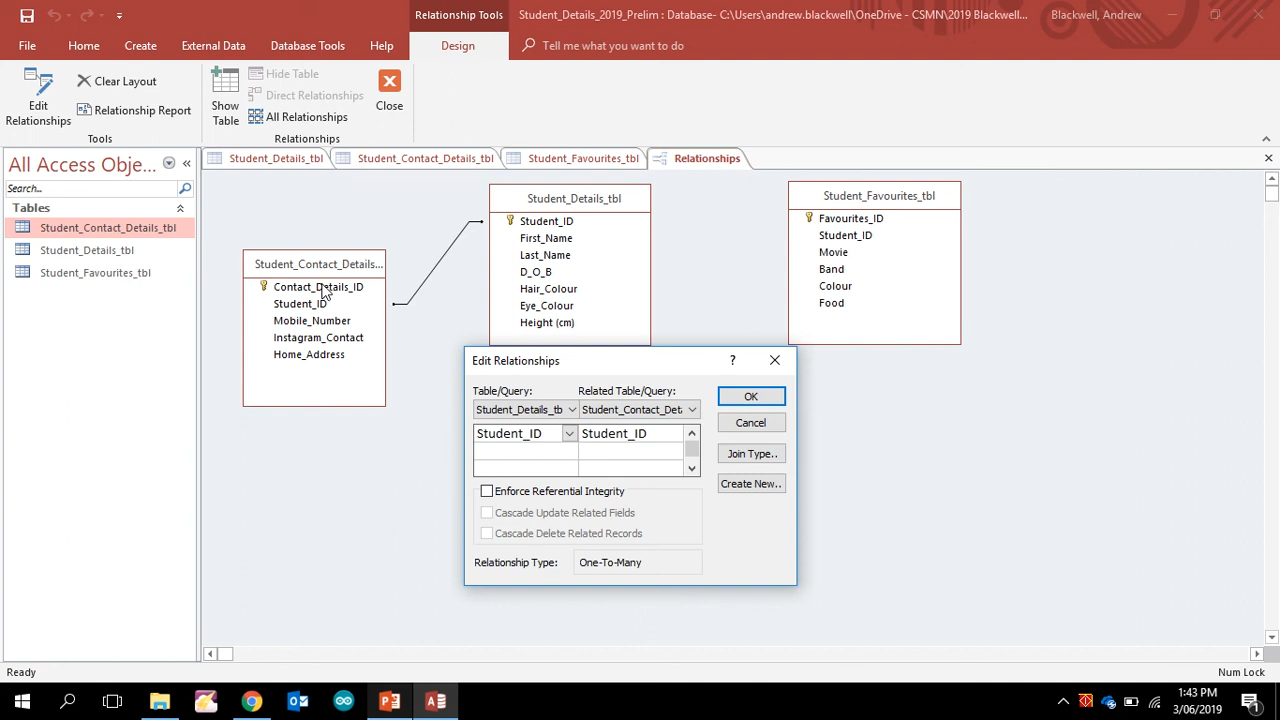 Relationship Tools
Student_Details_2019_Prelim : Database- C:\Users\andrew.blackwell\OneDrive - CSMN\2019 Blackwell...
Blackwell, Andrew
File
Home
Create
External Data
Database Tools
Help
Design
Tell me what you want to do
Edit
Relationships
Clear Layout
Relationship Report
Tools
Show
Table
Hide Table
Direct Relationships
All Relationships
Close
Relationships
All Access Obje...
Search...
Tables
Student_Contact_Details_tbl
Student_Details_tbl
Student_Favourites_tbl
Student_Details_tbl
Student_Contact_Details_tbl
Student_Favourites_tbl
Relationships
Student_Contact_Details...
Contact_Details_ID
Student_ID
Mobile_Number
Instagram_Contact
Home_Address
Student_Details_tbl
Student_ID
First_Name
Last_Name
D_O_B
Hair_Colour
Eye_Colour
Height (cm)
Student_Favourites_tbl
Favourites_ID
Student_ID
Movie
Band
Colour
Food
Edit Relationships
?
Table/Query:
Related Table/Query:
Student_Details_tb
Student_Contact_Deta
Student_ID
Student_ID
OK
Cancel
Join Type..
Create New..
Enforce Referential Integrity
Cascade Update Related Fields
Cascade Delete Related Records
Relationship Type:
One-To-Many
Ready
Num Lock
1:43 PM
3/06/2019
1